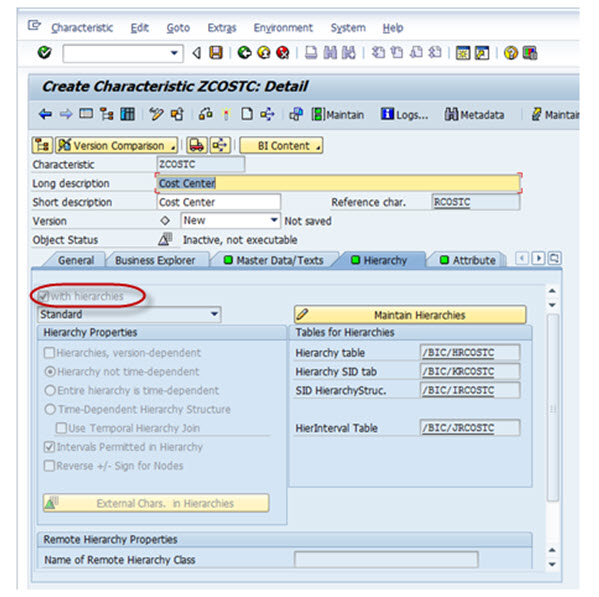 Characteristic Edit Goto Extras Environment System Help
Create Characteristic ZCOSTC: Detail
Maintain Logs... Metadata Maintain
Version Comparison BI Content
Characteristic ZCOSTC
Long description Cost Center
Short description Cost Center Reference char. RCOSTC
Version New Not saved
Object Status Inactive, not executable
General Business Explorer Master Data/Texts Hierarchy Attribute
with hierarchies
Standard Maintain Hierarchies
Hierarchy Properties Tables for Hierarchies
Hierarchies, version-dependent Hierarchy table /BIC/HRCOSTC
Hierarchy not time-dependent Hierarchy SID tab /BIC/KRCOSTC
Entire hierarchy is time-dependent SID HierarchyStruc. /BIC/IRCOSTC
Time-Dependent Hierarchy Structure
Use Temporal Hierarchy Join HierInterval Table /BIC/JRCOSTC
Intervals Permitted in Hierarchy
Reverse +/- Sign for Nodes
External Chars. in Hierarchies
Remote Hierarchy Properties
Name of Remote Hierarchy Class